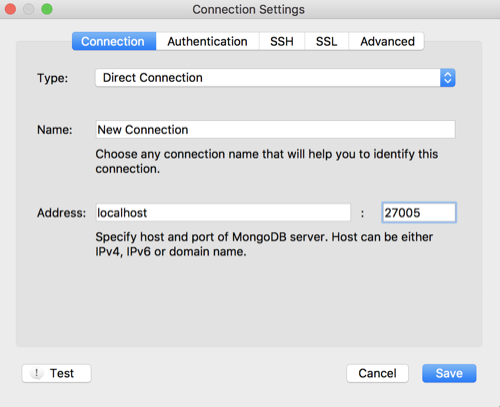 Connection Settings
Connection Authentication SSH SSL Advanced
Type: Direct Connection
Name: New Connection
Choose any connection name that will help you to identify this
connection.
Address: localhost : 27005
Specify host and port of MongoDB server. Host can be either
IPv4, IPv6 or domain name.
! Test Cancel Save